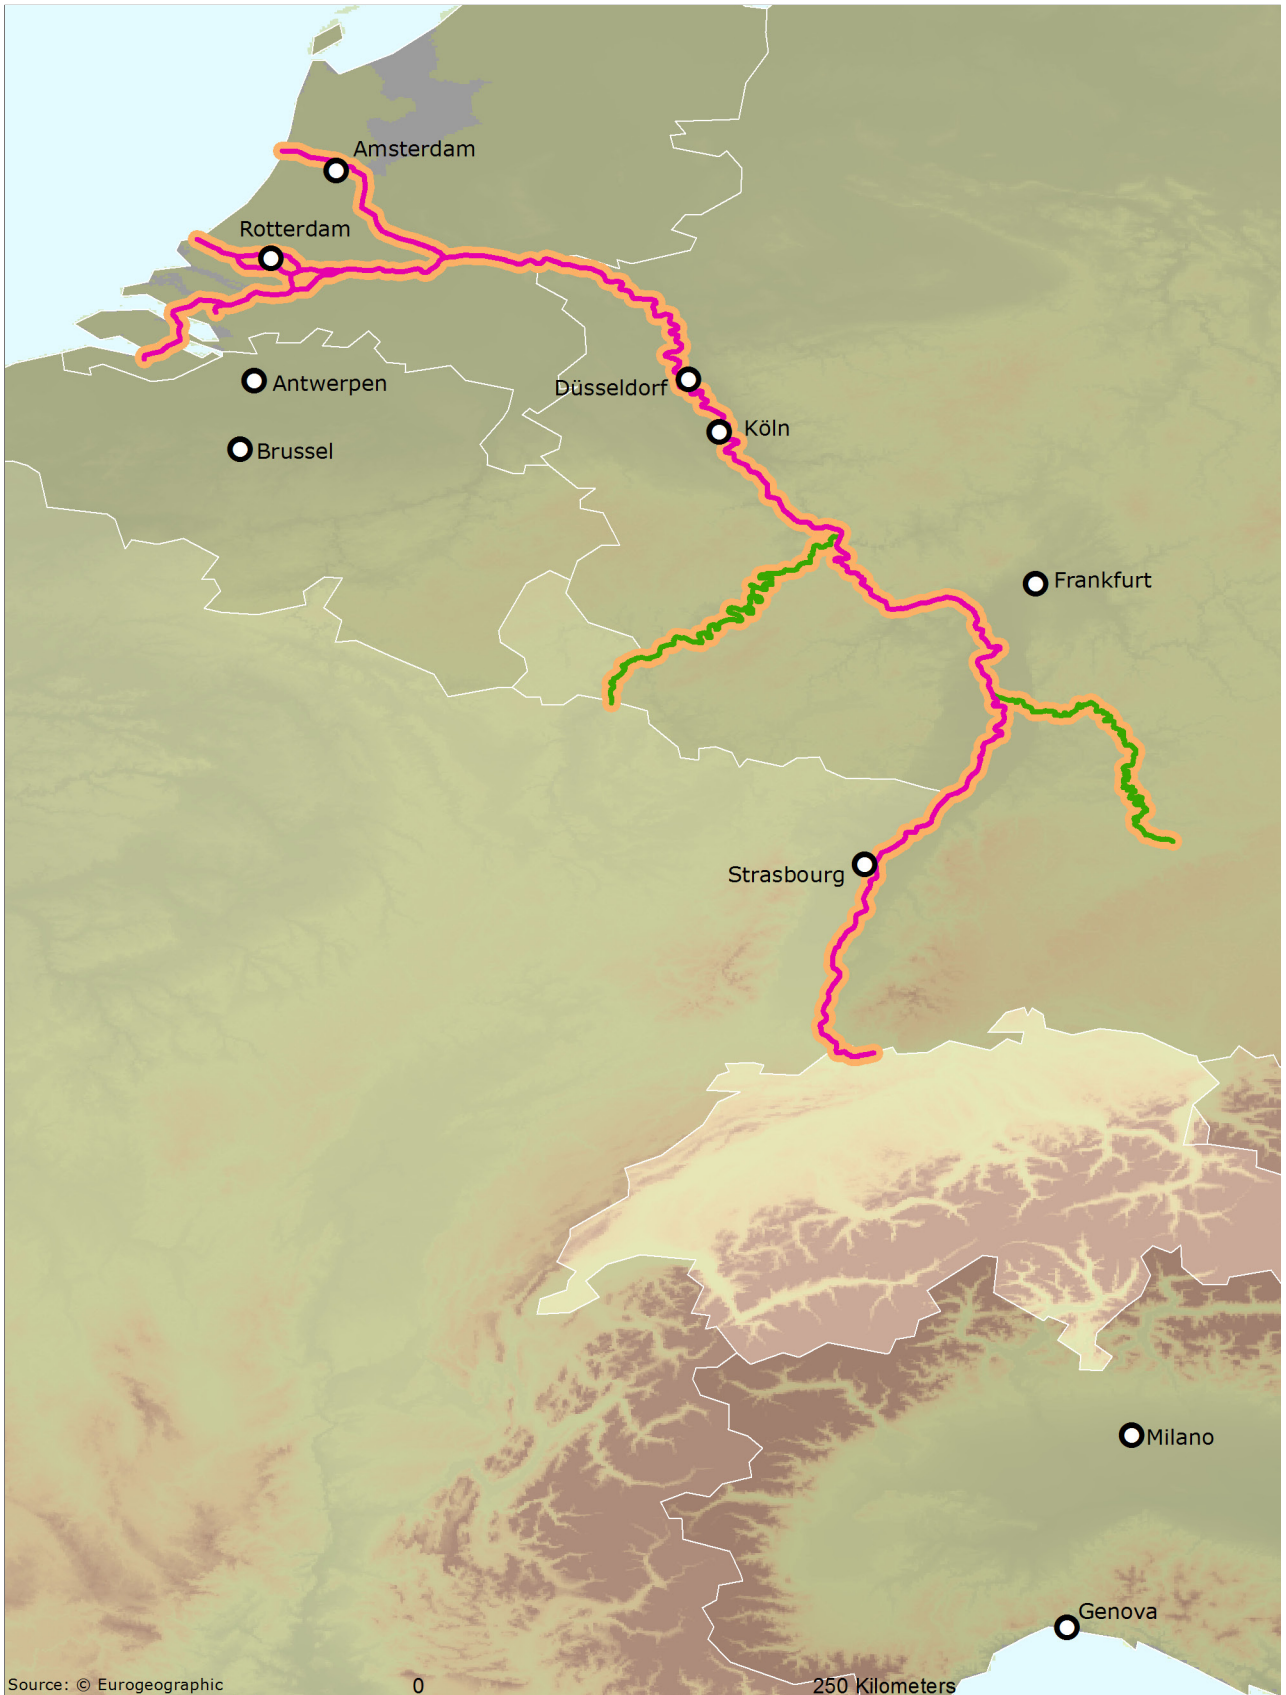 Amsterdam
Rotterdam
Düsseldorf
Antwerpen
Köln
Brussel
Frankfurt
Strasbourg
Milano
Genova
Source: © Eurogeographic
0
250 Kilometers